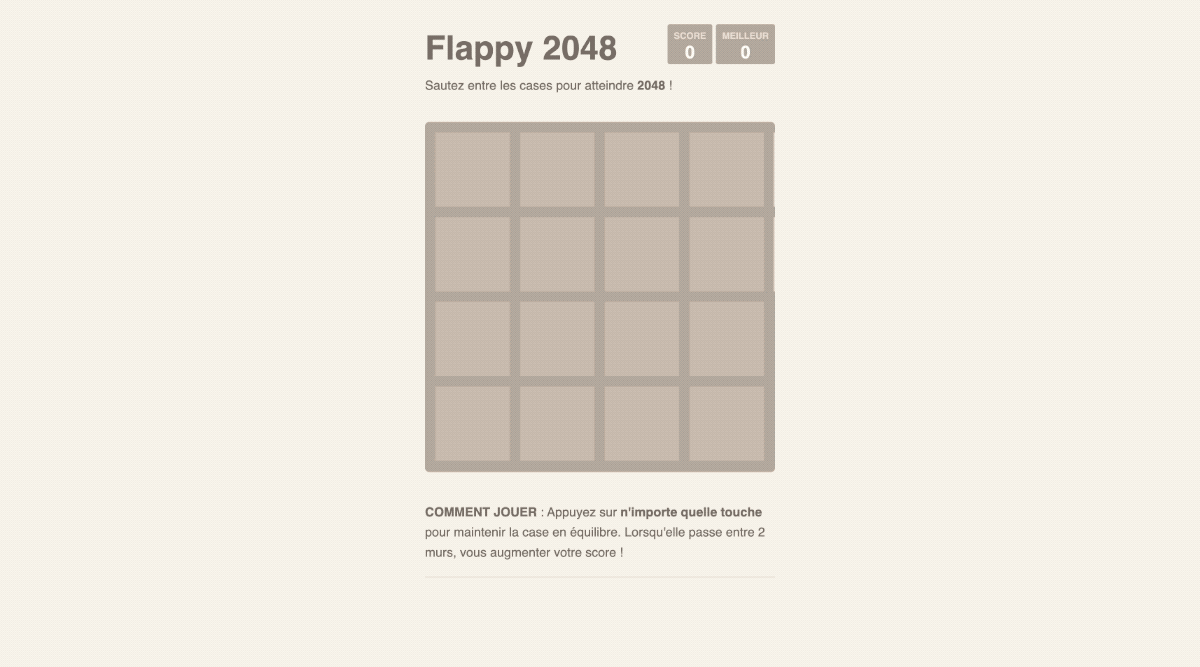 Flappy 2048
SCORE
0
MEILLEUR
0
Sautez entre les cases pour atteindre 2048 !
COMMENT JOUER : Appuyez sur n'importe quelle touche
pour maintenir la case en équilibre. Lorsqu'elle passe entre 2
murs, vous augmenter votre score !